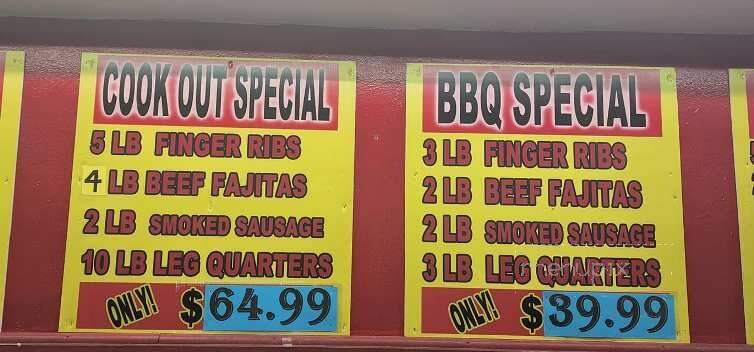 COOK OUT SPECIAL
5 LB FINGER RIBS
4 LB BEEF FAJITAS
2 LB SMOKED SAUSAGE
10 LB LEG QUARTERS
ONLY! $64.99
BBQ SPECIAL
3 LB FINGER RIBS
2 LB BEEF FAJITAS
2 LB SMOKED SAUSAGE
3 LB LEG QUARTERS
ONLY! $39.99